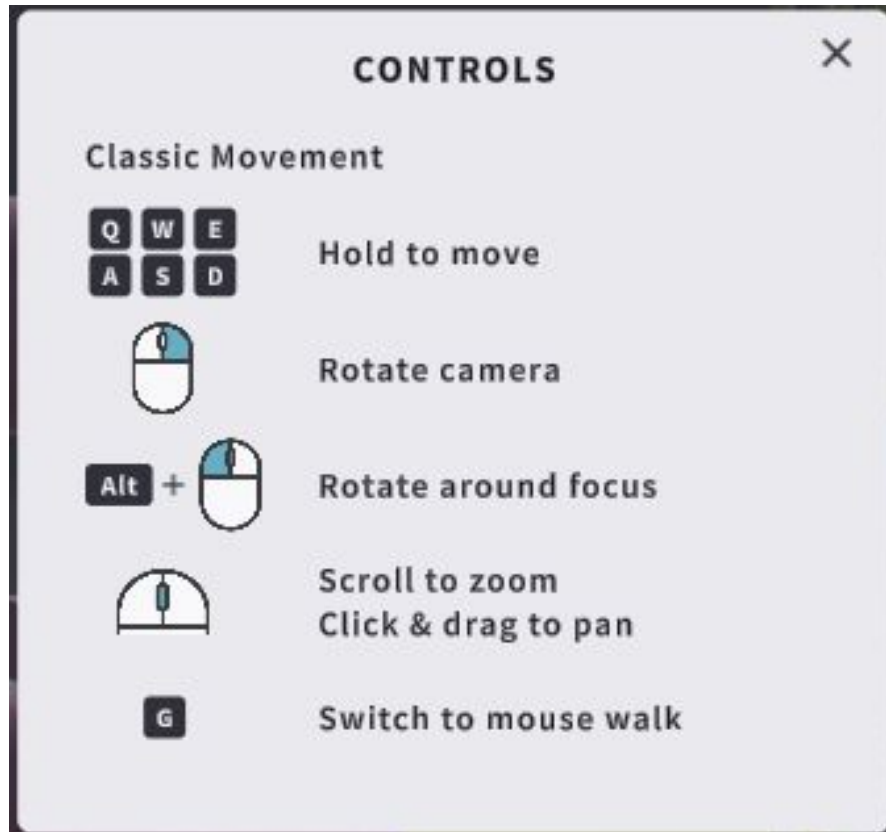 CONTROLS
Classic Movement
Q W E
A S D
Hold to move
Rotate camera
Alt +
Rotate around focus
Scroll to zoom
Click & drag to pan
G
Switch to mouse walk